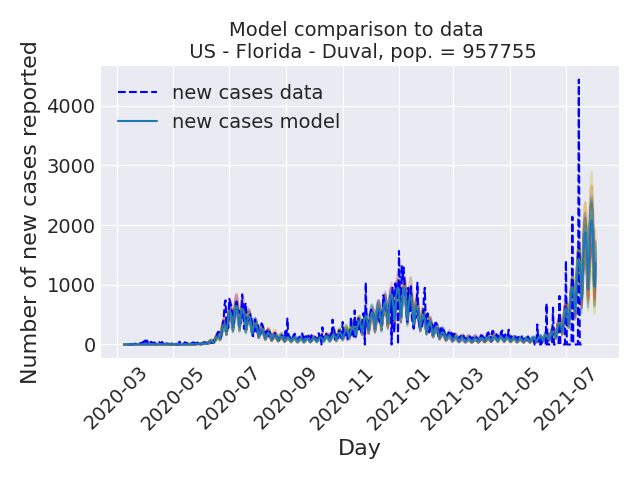 Model comparison to data
US - Florida - Duval, pop. = 957755
Number of new cases reported
4000
3000
2000
1000
0
new cases data
new cases model
2020-03
2020-05
2020-07
2020-09
2020-11
2021-01
2021-03
2021-05
2021-07
Day